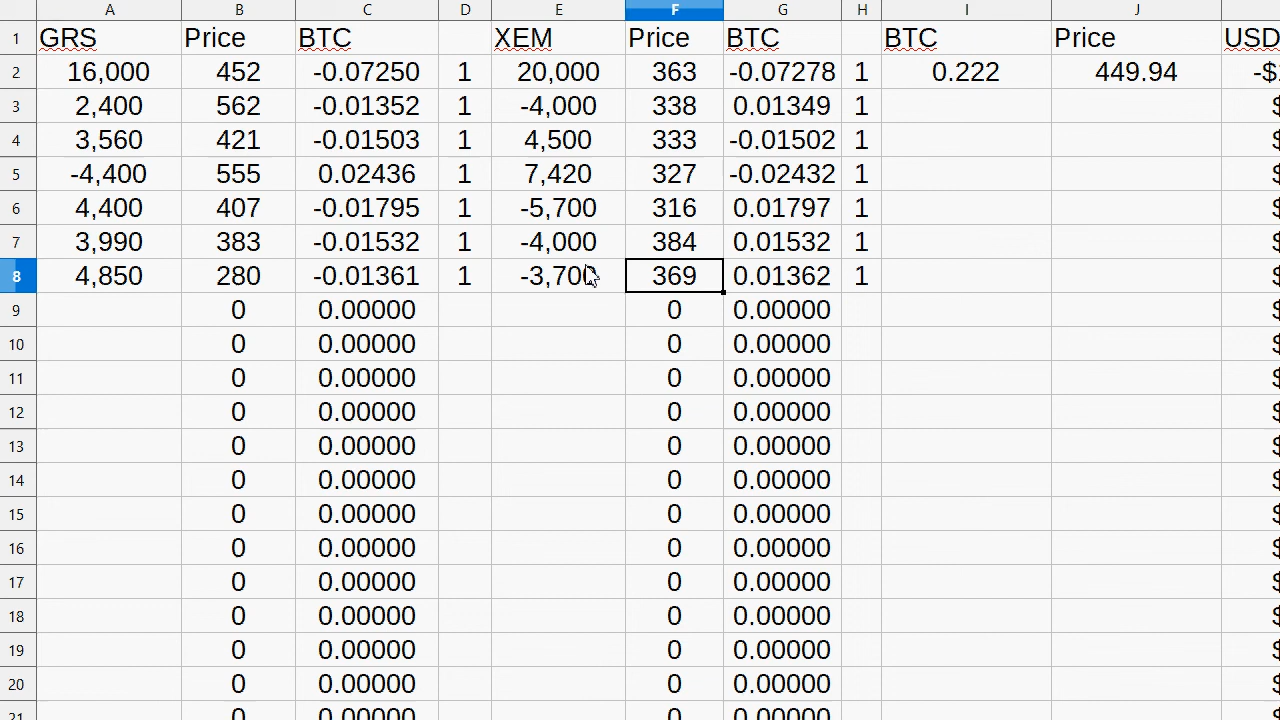 A B C D E F G H I J
1 GRS Price BTC XEM Price BTC BTC Price USD
2 16,000 452 -0.07250 1 20,000 363 -0.07278 1 0.222 449.94 -$
3 2,400 562 -0.01352 1 -4,000 338 0.01349 1 $
4 3,560 421 -0.01503 1 4,500 333 -0.01502 1 $
5 -4,400 555 0.02436 1 7,420 327 -0.02432 1 $
6 4,400 407 -0.01795 1 -5,700 316 0.01797 1 $
7 3,990 383 -0.01532 1 -4,000 384 0.01532 1 $
8 4,850 280 -0.01361 1 -3,700 369 0.01362 1 $
9 0 0.00000 0 0.00000 $
10 0 0.00000 0 0.00000 $
11 0 0.00000 0 0.00000 $
12 0 0.00000 0 0.00000 $
13 0 0.00000 0 0.00000 $
14 0 0.00000 0 0.00000 $
15 0 0.00000 0 0.00000 $
16 0 0.00000 0 0.00000 $
17 0 0.00000 0 0.00000 $
18 0 0.00000 0 0.00000 $
19 0 0.00000 0 0.00000 $
20 0 0.00000 0 0.00000 $
21 0 0.00000 0 0.00000 $